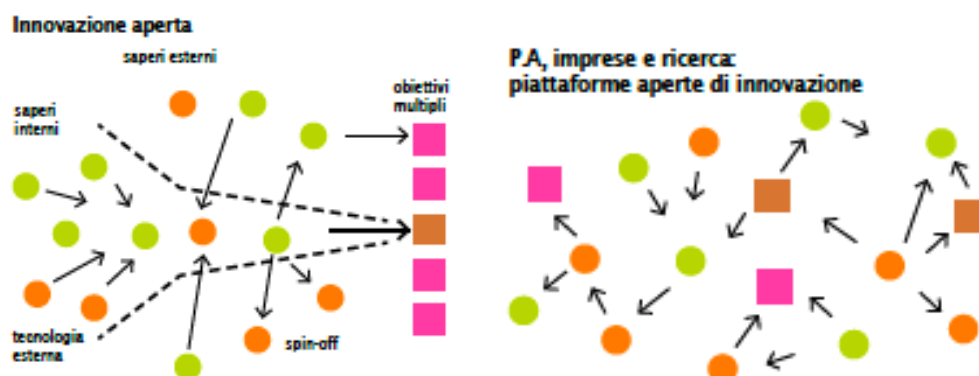 Innovazione aperta
saperi esterni
saperi
interni
obiettivi
multipli
tecnologia
esterna
spin-off
P.A, imprese e ricerca:
piattaforme aperte di innovazione